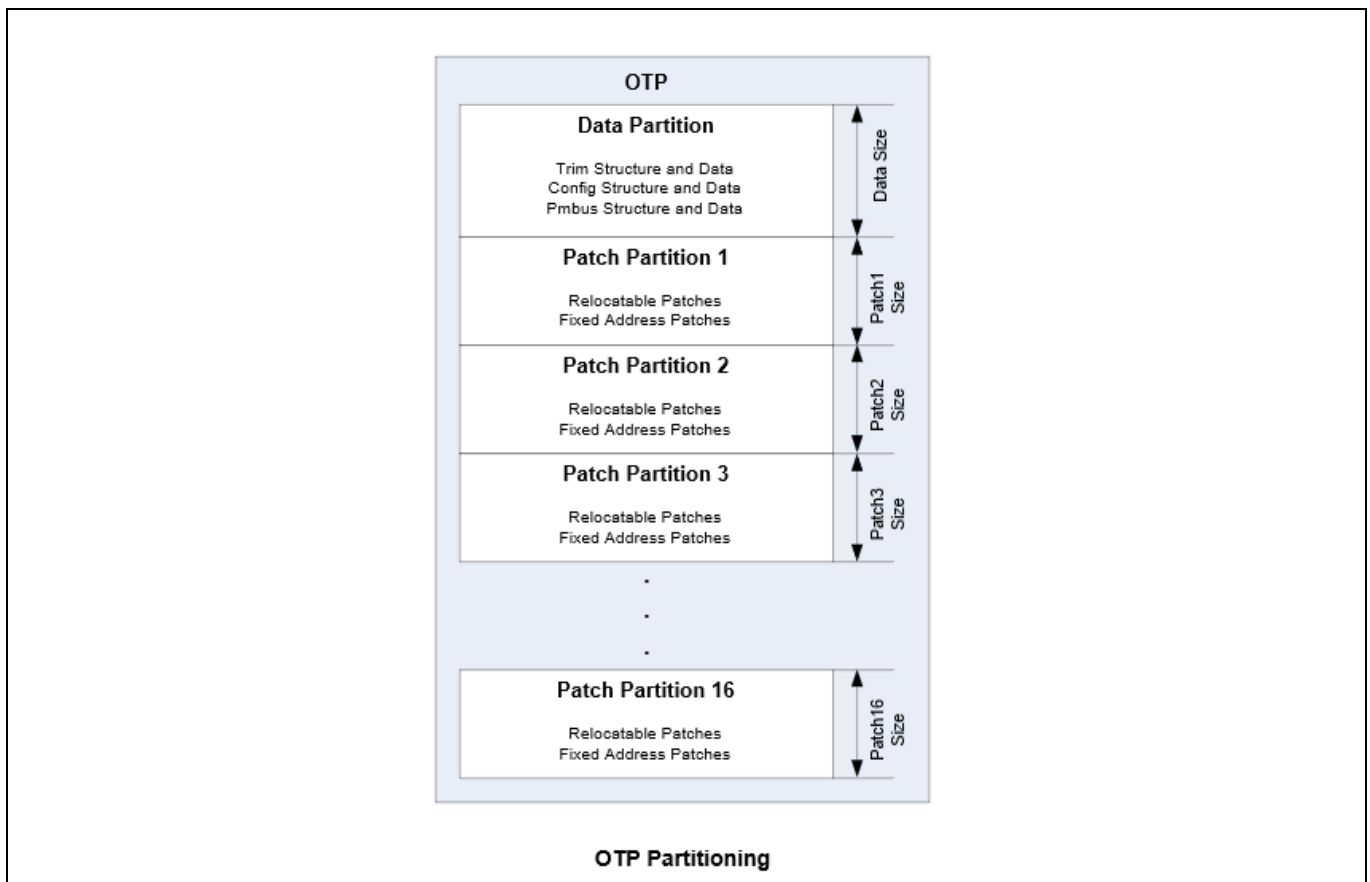 OTP
Data Partition
Trim Structure and Data
Config Structure and Data
Pmbus Structure and Data
Data Size
Patch Partition 1
Relocatable Patches
Fixed Address Patches
Patch1
Size
Patch Partition 2
Relocatable Patches
Fixed Address Patches
Patch2
Size
Patch Partition 3
Relocatable Patches
Fixed Address Patches
Patch3
Size
.
.
.
Patch Partition 16
Relocatable Patches
Fixed Address Patches
Patch16
Size
OTP Partitioning